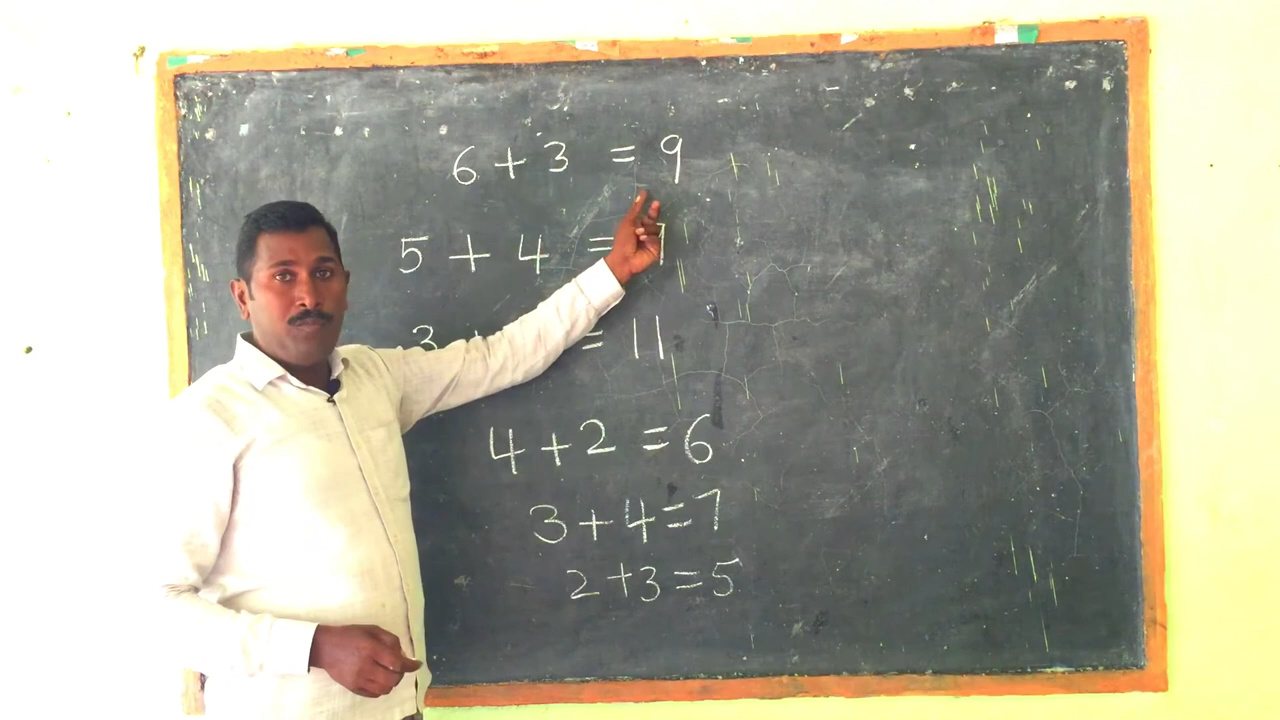 6 + 3 = 9
5 + 4 =
3 + = 11
4 + 2 = 6
3 + 4 = 7
2 + 3 = 5